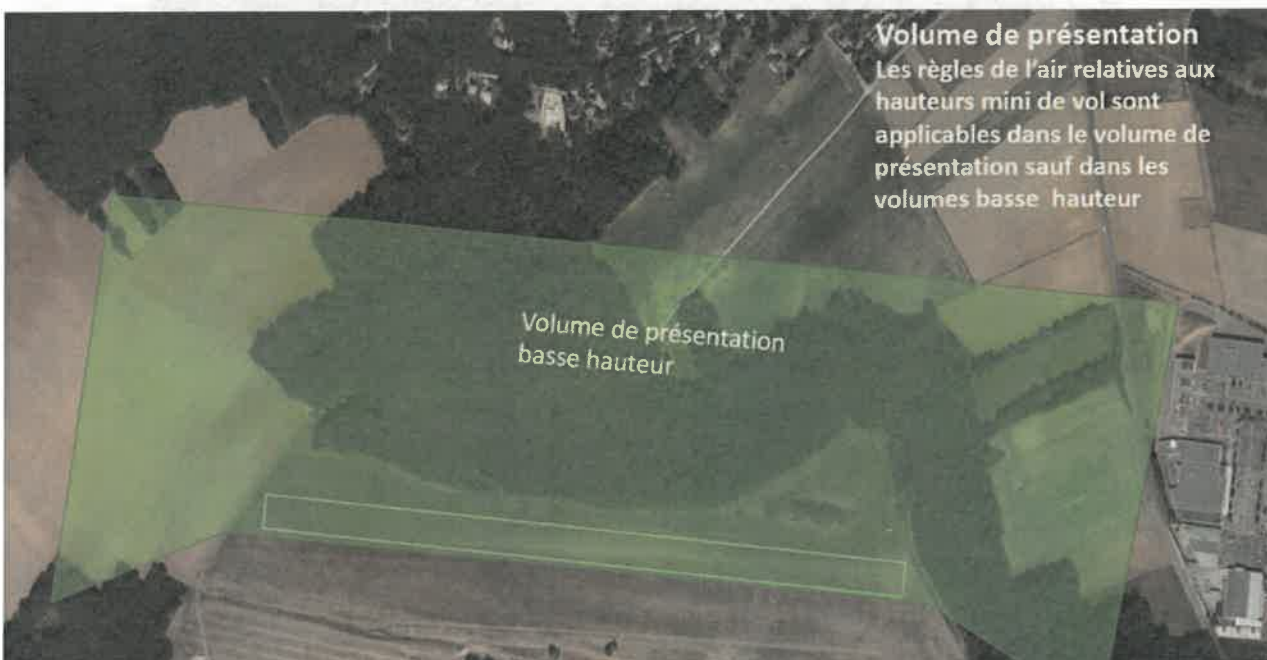 Volume de présentation
Les règles de l'air relatives aux
hauteurs mini de vol sont
applicables dans le volume de
présentation sauf dans les
volumes basse hauteur
Volume de présentation
basse hauteur